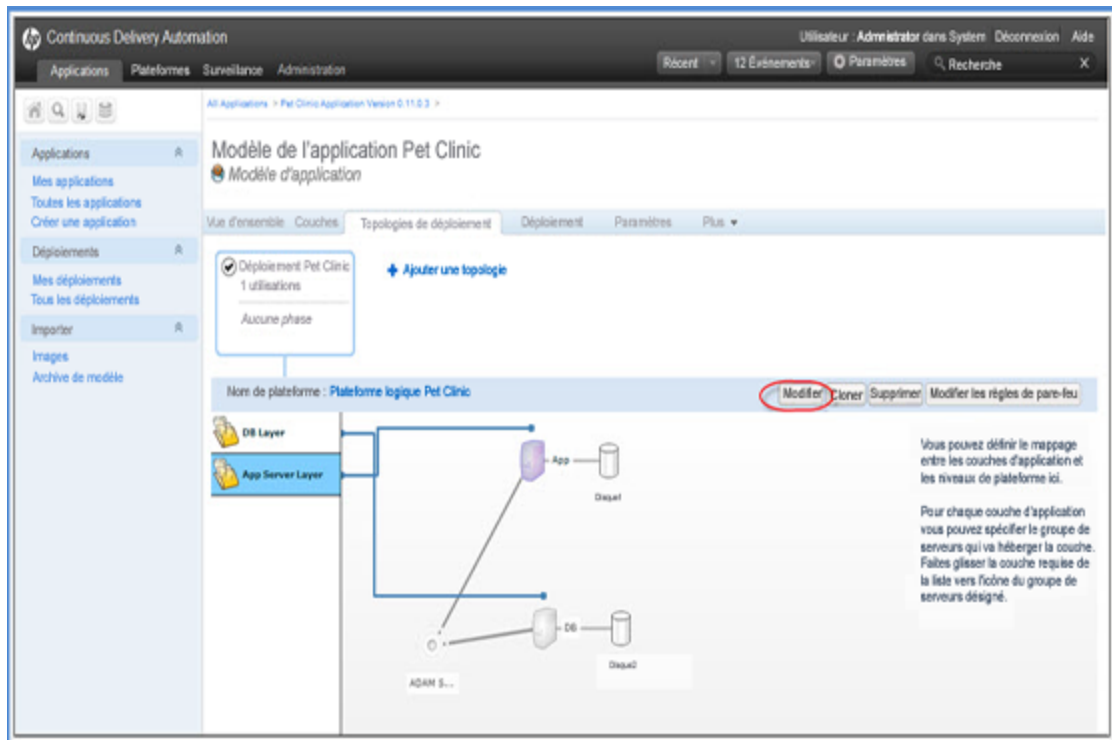 hp Continuous Delivery Automation
Utilisateur : Admnistrator dans System Déconnexion Aide
Applications Plateformes Surveillance Administration
Récent 12 Événements Paramètres Recherche X
All Applications > Pet Clinic Application Version 0.11.0.3 >
Applications
Mes applications
Toutes les applications
Créer une application
Déploiements
Mes déploiements
Tous les déploiements
Importer
Images
Archive de modèle
Modèle de l'application Pet Clinic
Modèle d'application
Vue d'ensemble Couches Topologies de déploiement Déploiement Paramètres Plus
Déploiement Pet Clinic
1 utilisations
Aucune phase
Ajouter une topologie
Nom de plateforme : Plateforme logique Pet Clinic
Modifier Cloner Supprimer Modifier les règles de pare-feu
DB Layer
App Server Layer
App
Disque1
DB
Disque2
ADAM S...
Vous pouvez définir le mappage
entre les couches d'application et
les niveaux de plateforme ici.
Pour chaque couche d'application
vous pouvez spécifier le groupe de
serveurs qui va héberger la couche.
Faites glisser la couche requise de
la liste vers l'icône du groupe de
serveurs désigné.